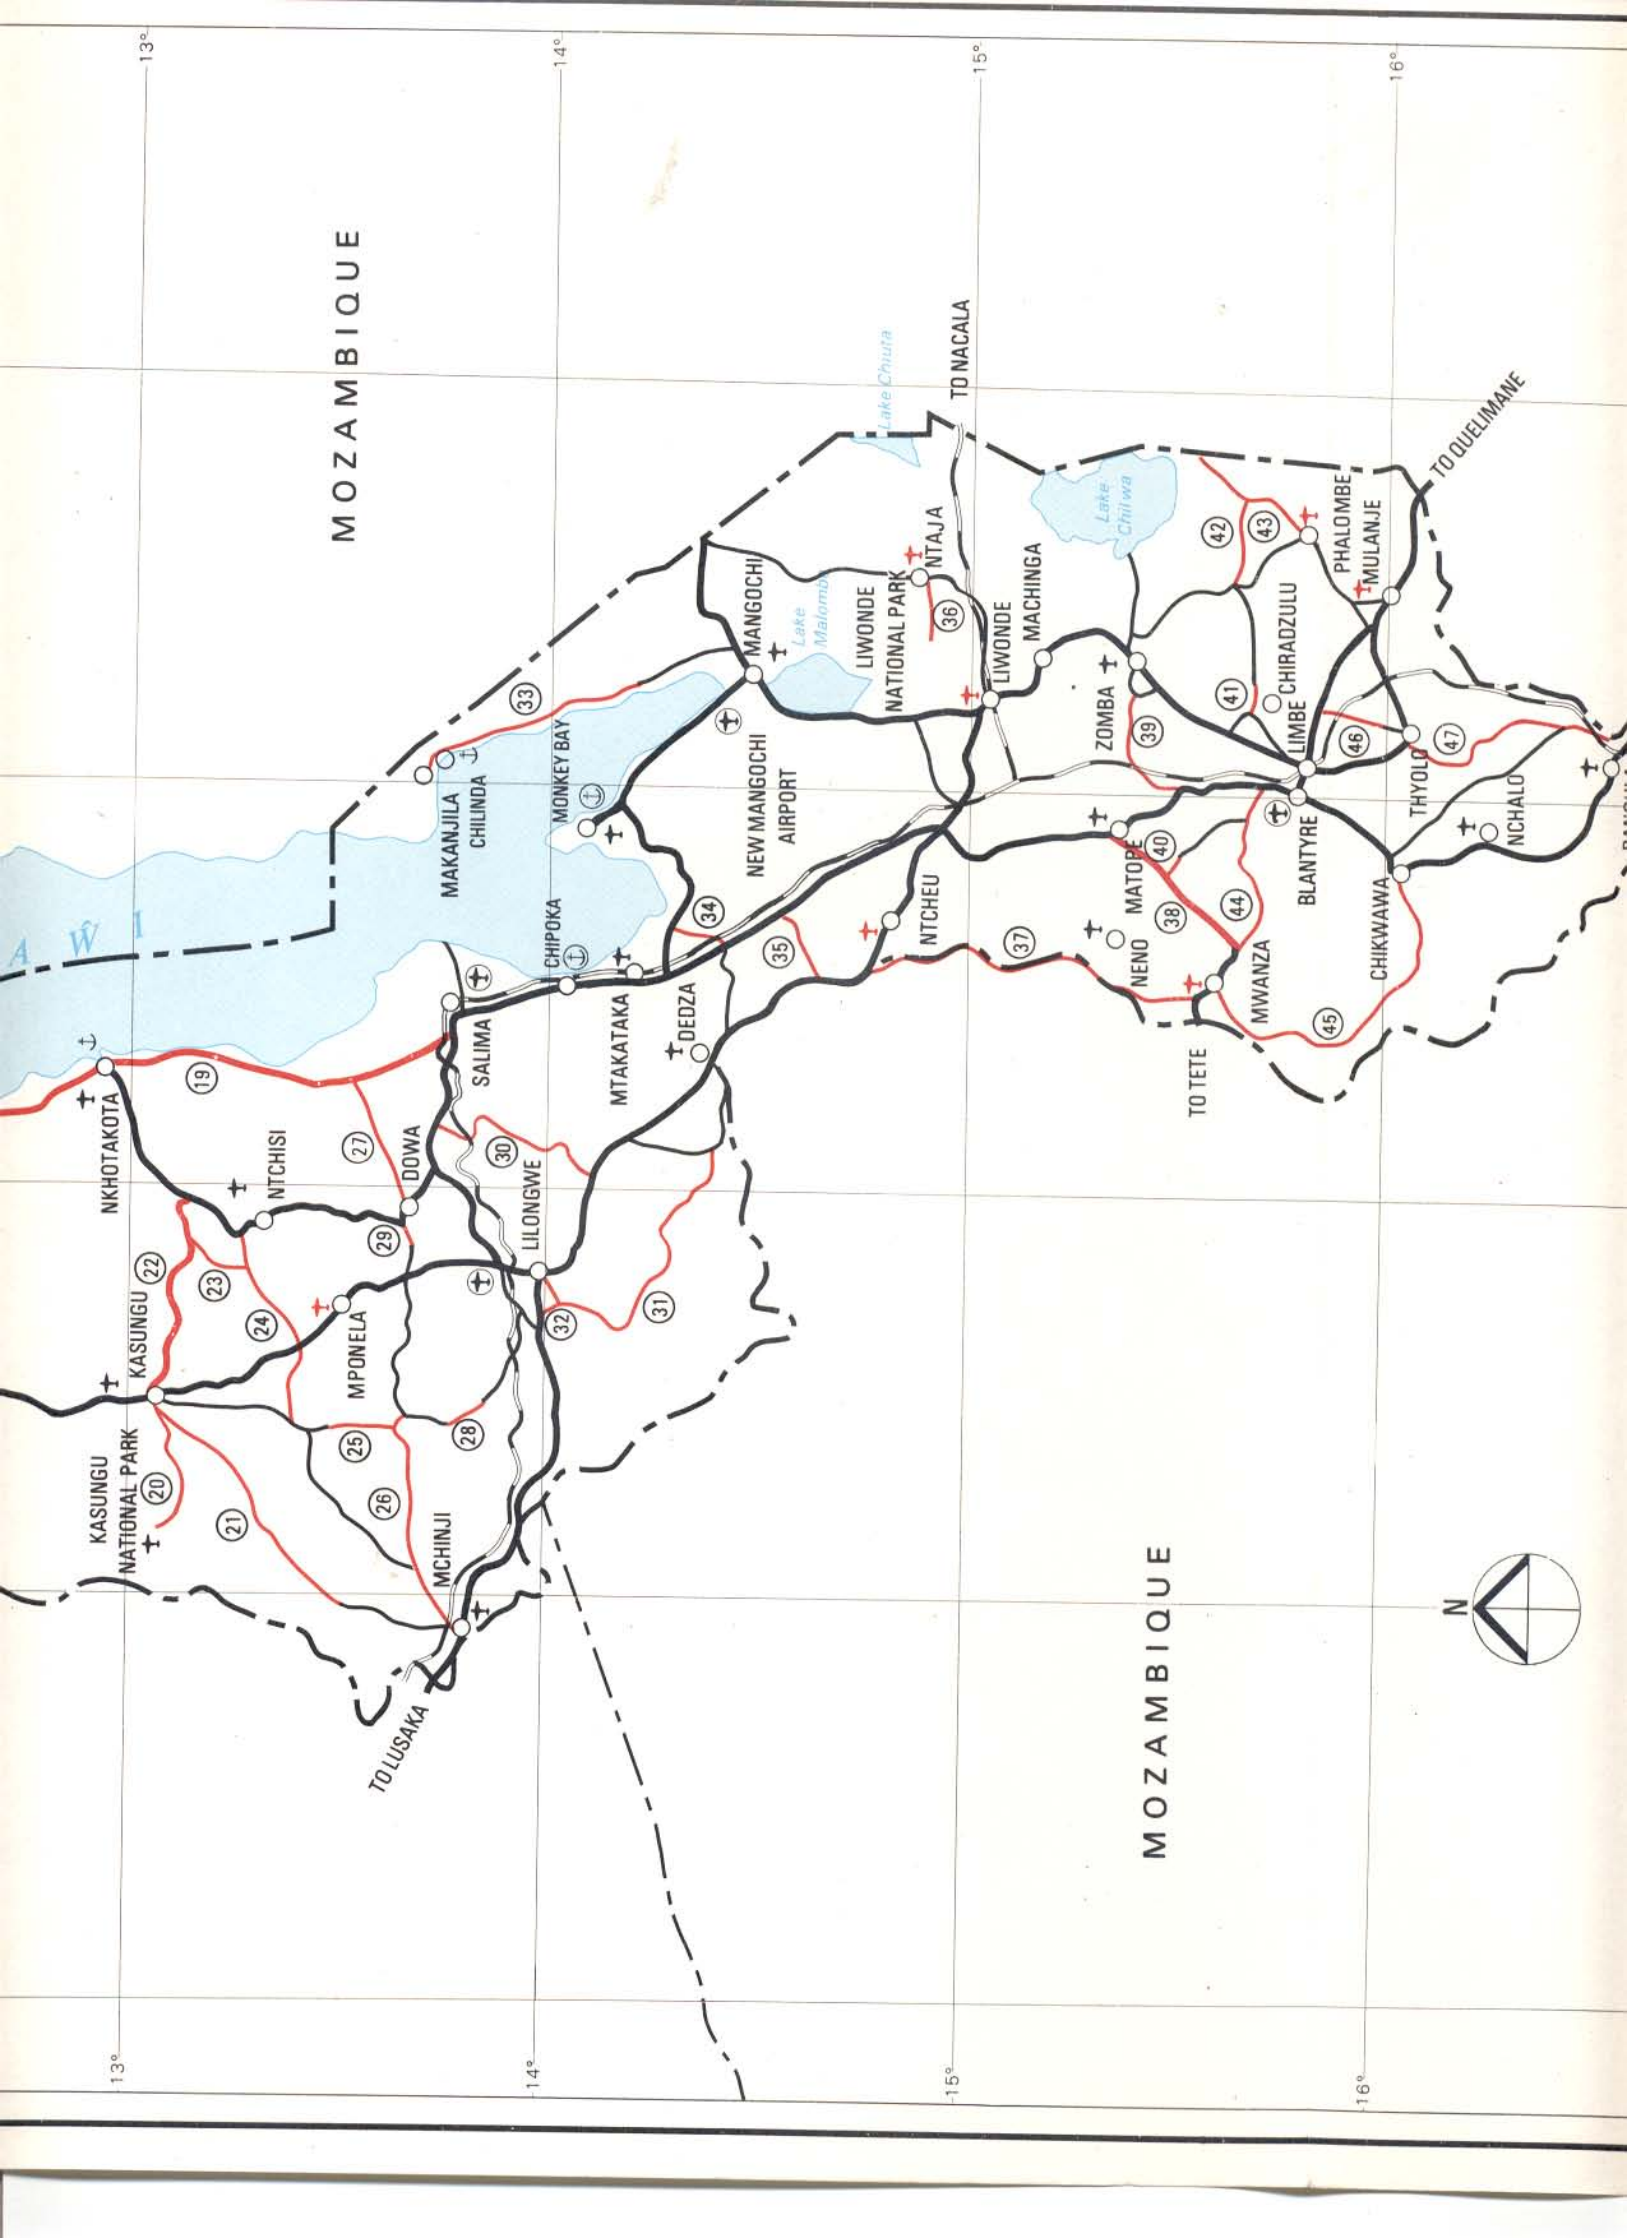 13°
14°
15°
16°
MOZAMBIQUE
TO NACALA
Lake Chiuta
Lake
Chilwa
TO QUELIMANE
NTAJA
PHALOMBE
MULANJE
42
43
MANGOCHI
Lake
Malombe
LIWONDE
NATIONAL PARK
36
LIWONDE
MACHINGA
CHIRADZULU
33
ZOMBA
39
41
LIMBE
46
47
MONKEY BAY
NEW MANGOCHI
AIRPORT
THYOLO
NCHALO
MAKANJILA
CHILINDA
MATOPE
40
BLANTYRE
38
44
AŴI
CHIPOKA
34
35
NTCHEU
37
NENO
MWANZA
CHIKWAWA
45
SALIMA
MTAKATAKA
DEDZA
TO TETE
NKHOTAKOTA
19
NTCHISI
27
DOWA
30
LILONGWE
29
22
23
24
KASUNGU
MPONELA
32
31
KASUNGU
NATIONAL PARK
20
21
25
26
28
MCHINJI
TO LUSAKA
MOZAMBIQUE
N
13°
14°
15°
16°